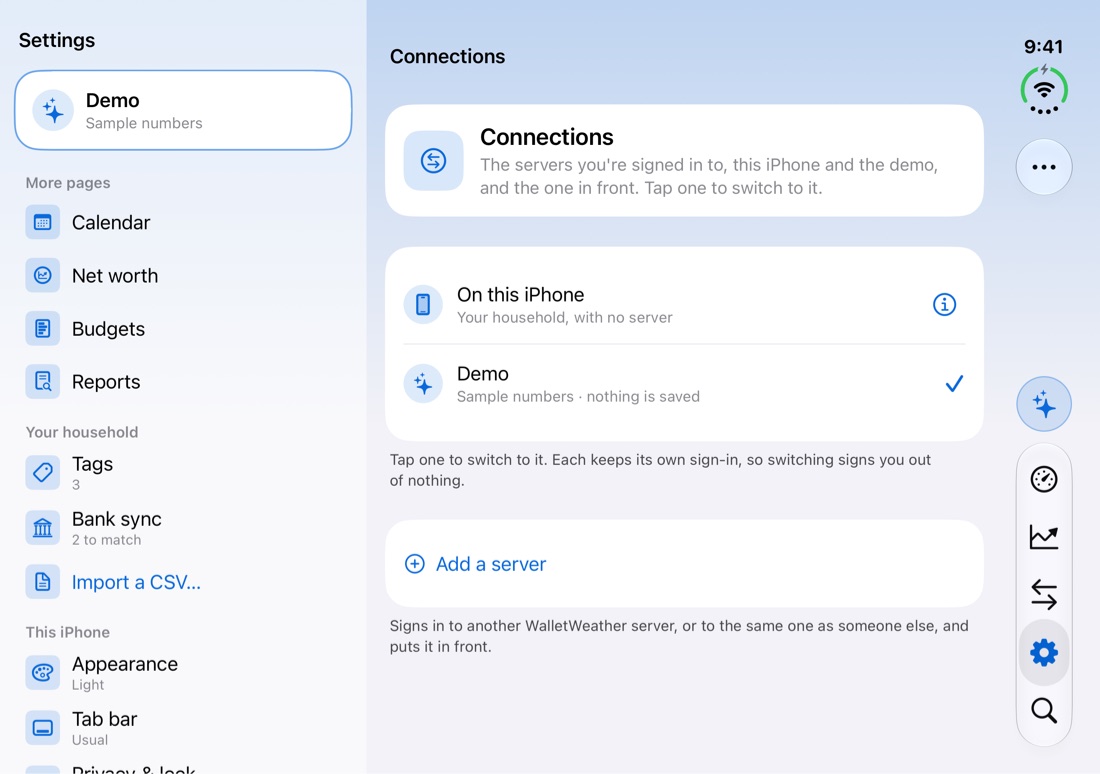 Settings
Demo
Sample numbers
More pages
Calendar
Net worth
Budgets
Reports
Your household
Tags
3
Bank sync
2 to match
Import a CSV...
This iPhone
Appearance
Light
Tab bar
Usual
Privacy & lock
Connections
Connections
The servers you're signed in to, this iPhone and the demo,
and the one in front. Tap one to switch to it.
On this iPhone
Your household, with no server
Demo
Sample numbers · nothing is saved
Tap one to switch to it. Each keeps its own sign-in, so switching signs you out
of nothing.
Add a server
Signs in to another WalletWeather server, or to the same one as someone else, and
puts it in front.
9:41